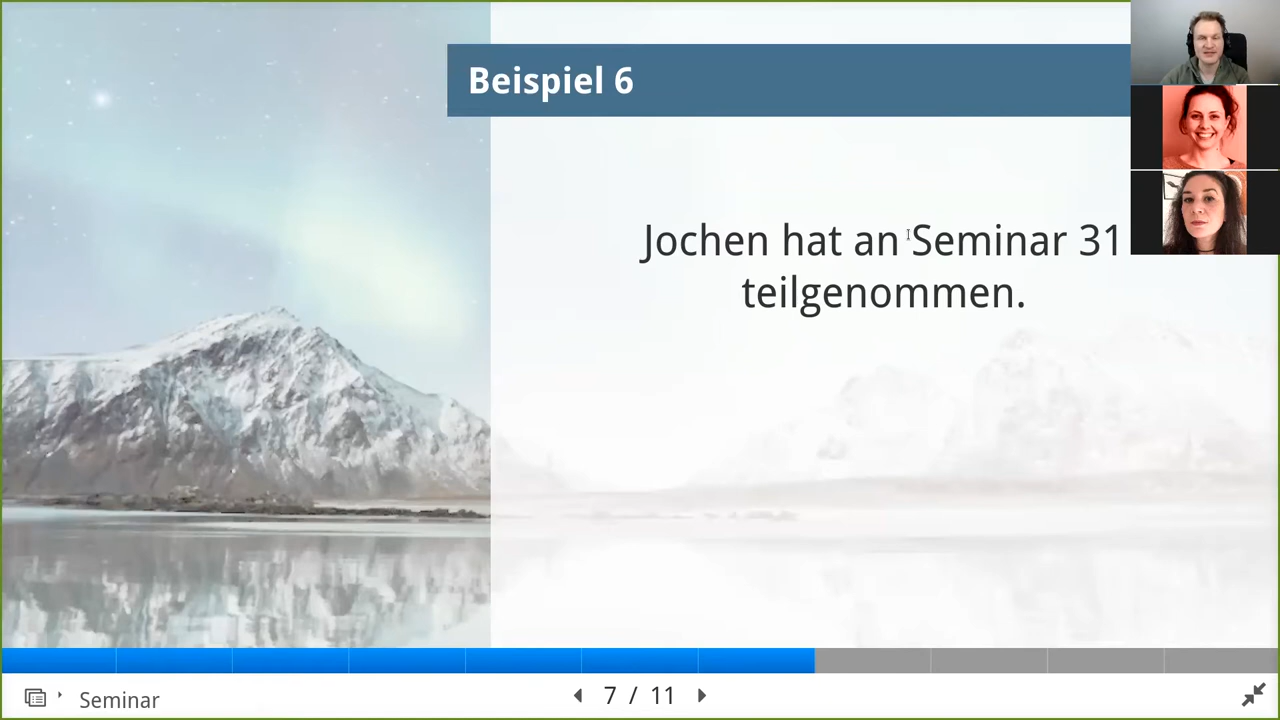 Beispiel 6
Jochen hat an Seminar 31
teilgenommen.
Seminar
7 / 11